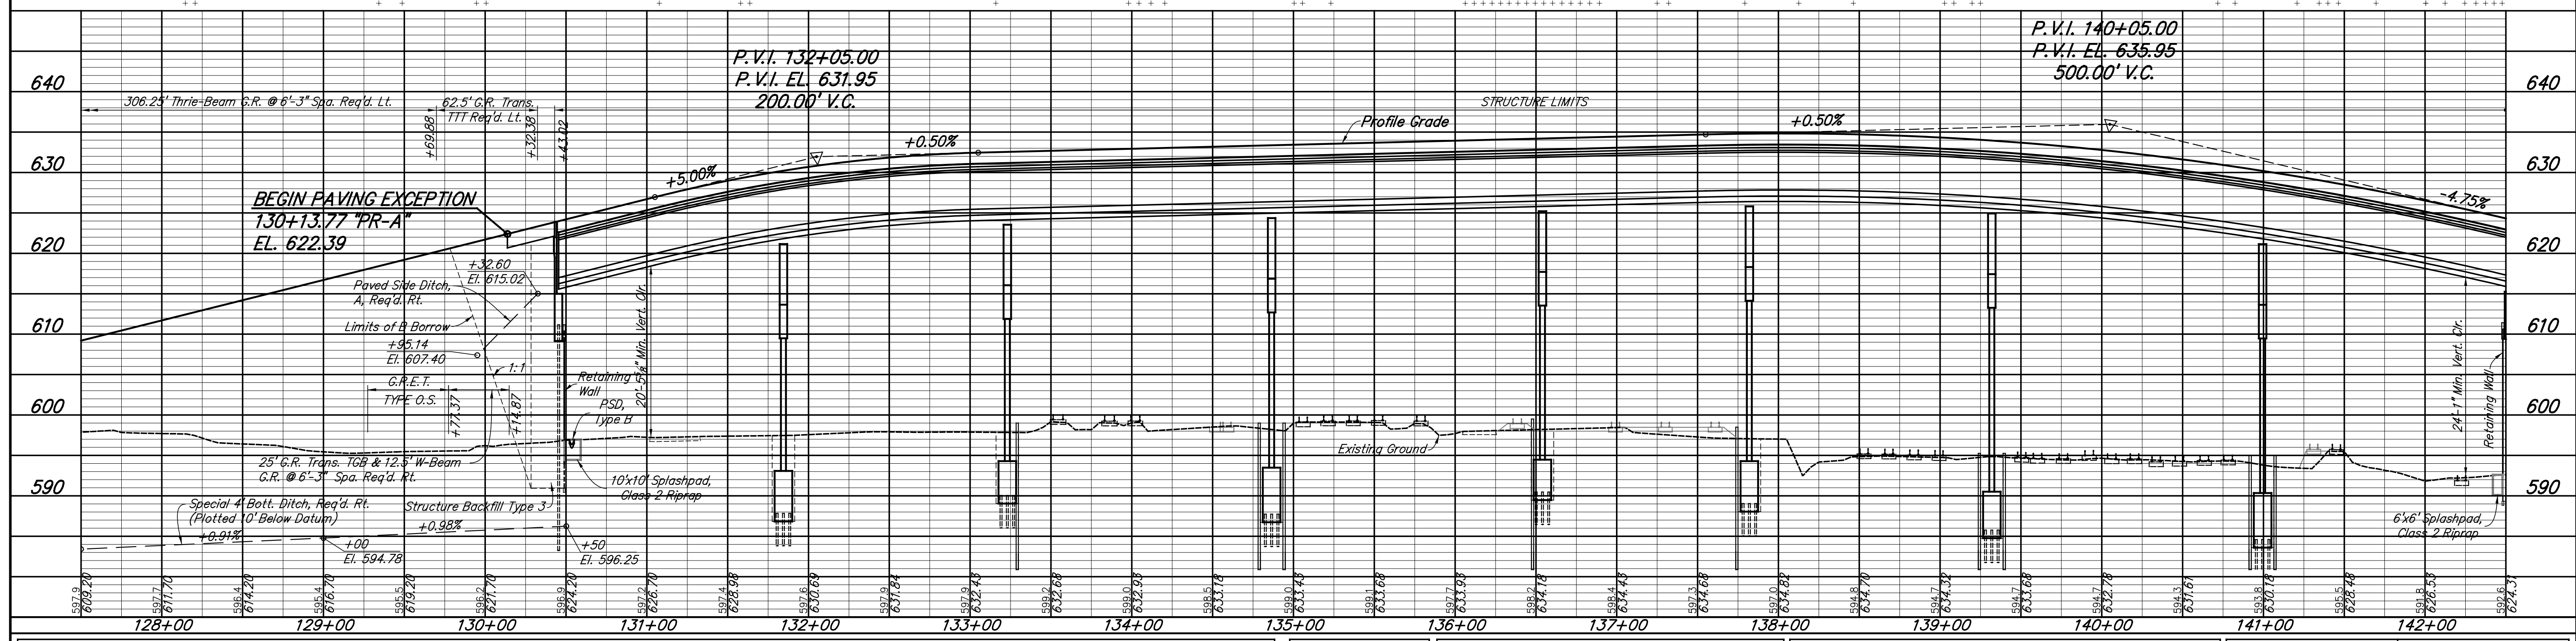 P.V.I. 132+05.00
P.V.I. EL. 631.95
200.00' V.C.
P.V.I. 140+05.00
P.V.I. EL. 635.95
500.00' V.C.
640
640
306.25' Thrie-Beam G.R. @ 6'-3" Spa. Req'd. Lt.
62.5' G.R. Trans.
TTT Req'd. Lt.
+69.88
+32.38
+43.02
STRUCTURE LIMITS
Profile Grade
+0.50%
+0.50%
630
630
+5.00%
-4.75%
BEGIN PAVING EXCEPTION
130+13.77 "PR-A"
EL. 622.39
620
620
+32.60
El. 615.02
Paved Side Ditch,
A, Req'd. Rt.
Limits of B Borrow
610
610
+95.14
El. 607.40
1:1
G.R.E.T.
TYPE O.S.
+77.37
+14.87
Retaining
Wall
PSD,
Type B
20'-5⅝" Min. Vert. Clr.
24'-1" Min. Vert. Clr.
Retaining Wall
600
600
Existing Ground
25' G.R. Trans. TGB & 12.5' W-Beam
G.R. @ 6'-3" Spa. Req'd. Rt.
10'x10' Splashpad,
Class 2 Riprap
590
590
Special 4' Bott. Ditch, Req'd. Rt.
(Plotted 10' Below Datum)
Structure Backfill Type 3
+0.91%
+0.98%
+00
El. 594.78
+50
El. 596.25
6'x6' Splashpad,
Class 2 Riprap
597.9 597.7 596.4 595.4 595.5 596.2 596.9 597.2 597.4 597.6 597.9 597.9 599.2 599.0 598.5 599.0 599.1 597.7 598.2 598.4 597.3 597.0 594.8 594.7 594.7 594.7 594.3 593.8 595.5 591.8 592.6
609.20 611.70 614.20 616.70 619.20 621.70 624.20 626.70 628.98 630.69 631.84 632.43 632.68 632.93 633.18 633.43 633.68 633.93 634.18 634.43 634.68 634.82 634.70 634.32 633.68 632.78 631.61 630.18 628.48 626.53 624.31
128+00 129+00 130+00 131+00 132+00 133+00 134+00 135+00 136+00 137+00 138+00 139+00 140+00 141+00 142+00